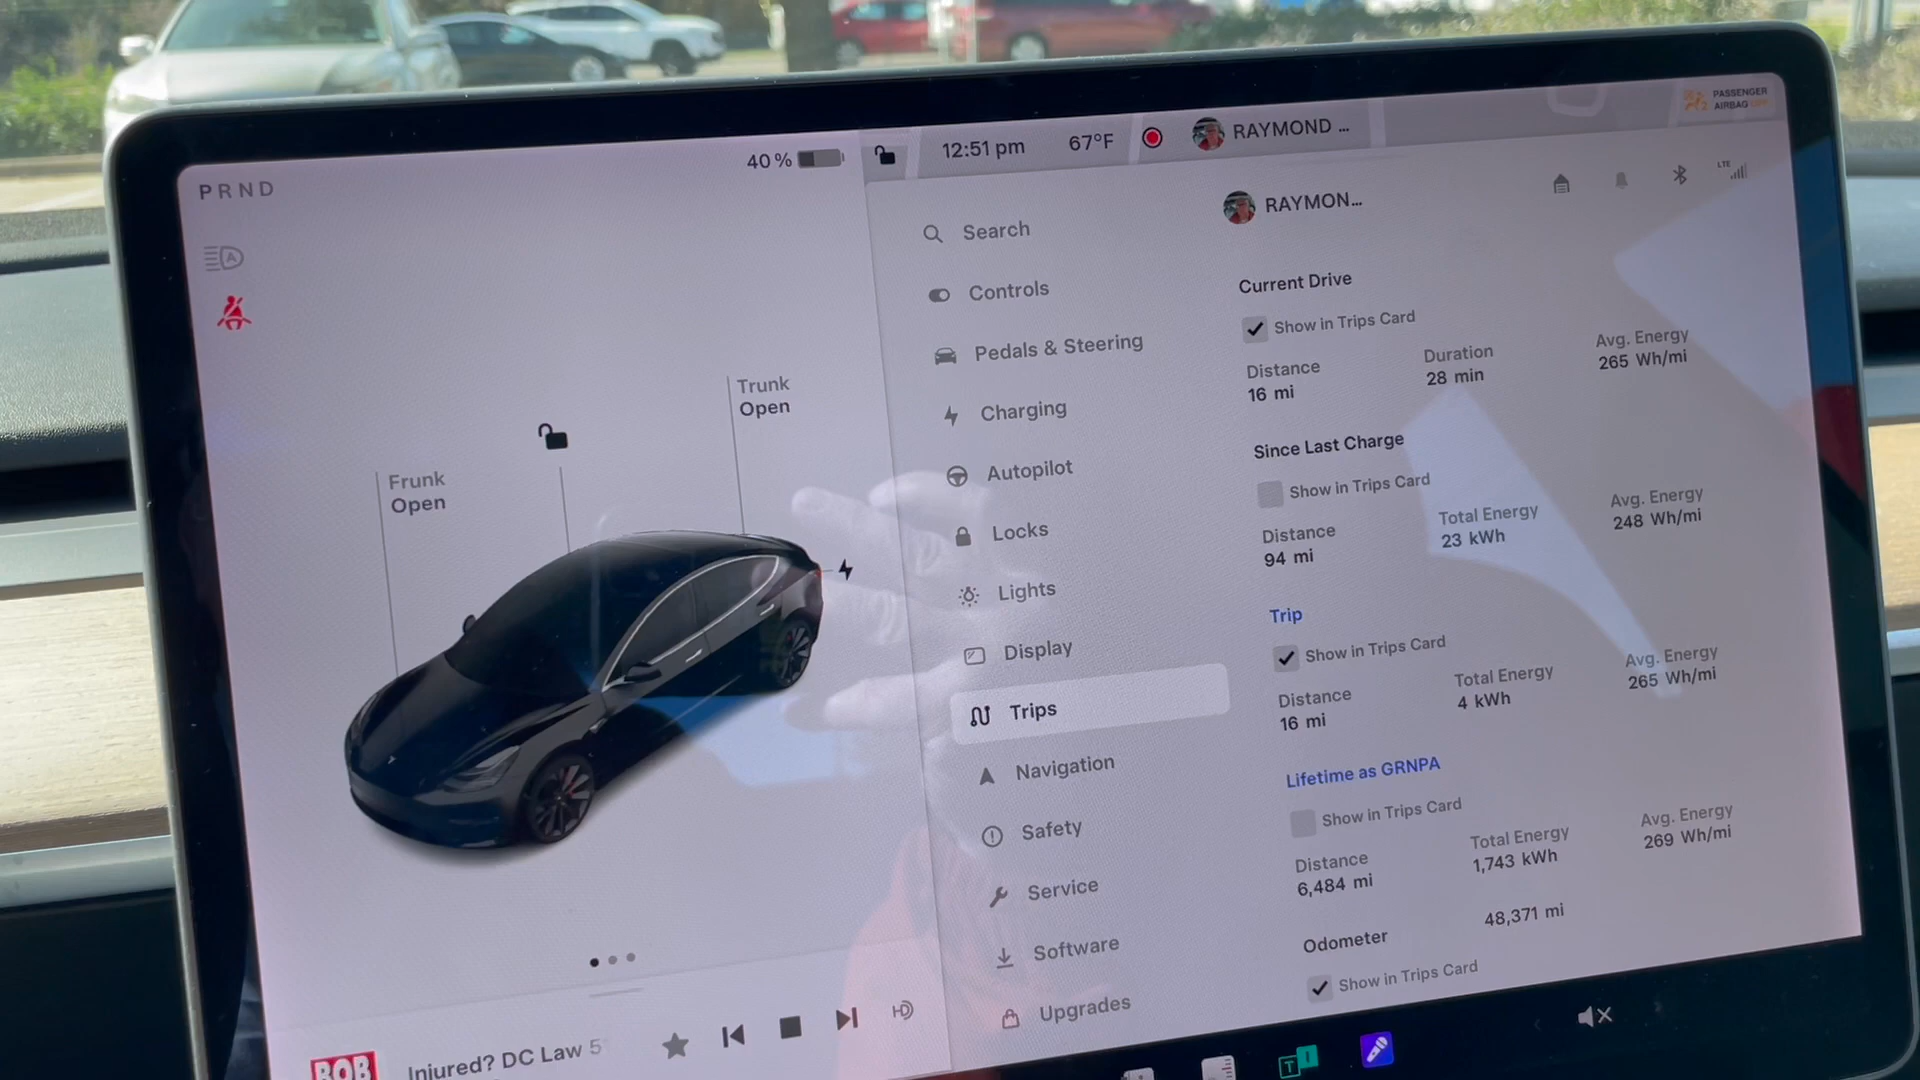 PRND
40 %
12:51 pm
67°F
RAYMOND ...
PASSENGER
AIRBAG
Trunk
Open
Frunk
Open
Search
Controls
Pedals & Steering
Charging
Autopilot
Locks
Lights
Display
Trips
Navigation
Safety
Service
Software
Upgrades
RAYMON...
LTE
Current Drive
Show in Trips Card
Distance
16 mi
Duration
28 min
Avg. Energy
265 Wh/mi
Since Last Charge
Show in Trips Card
Distance
94 mi
Total Energy
23 kWh
Avg. Energy
248 Wh/mi
Trip
Show in Trips Card
Distance
16 mi
Total Energy
4 kWh
Avg. Energy
265 Wh/mi
Lifetime as GRNPA
Show in Trips Card
Distance
6,484 mi
Total Energy
1,743 kWh
Avg. Energy
269 Wh/mi
Odometer
48,371 mi
Show in Trips Card
BOB
Injured? DC Law 5
T I